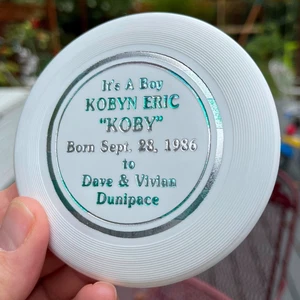 It's A Boy
KOBYN ERIC
"KOBY"
Born Sept. 28, 1986
to
Dave & Vivian
Dunipace